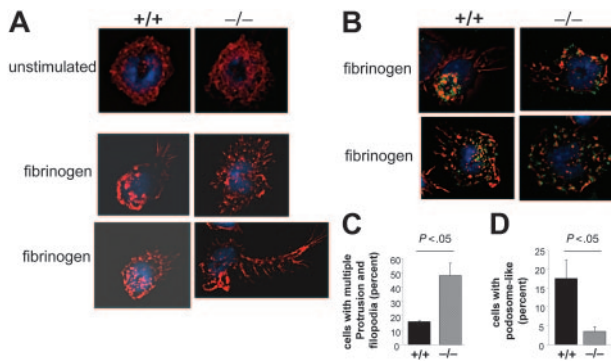 A
+/+
–/–
unstimulated
fibrinogen
fibrinogen
B
+/+
–/–
fibrinogen
fibrinogen
C
P <.05
cells with multiple
Protrusion and
filopodia (percent)
60
50
40
30
20
10
0
+/+
–/–
D
P <.05
cells with
podosome-like
(percent)
25
20
15
10
5
0
+/+
–/–